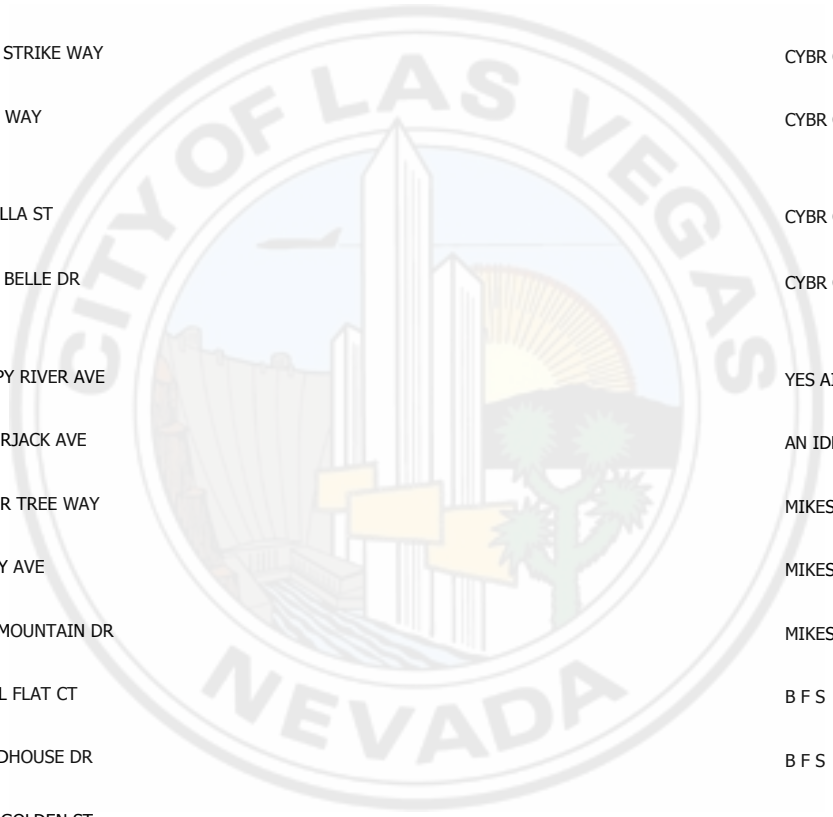 STRIKE WAY
CYBR
WAY
CYBR
LLA ST
CYBR
BELLE DR
CYBR
PY RIVER AVE
YES
RJACK AVE
AN
R TREE WAY
MIKES
Y AVE
MIKES
MOUNTAIN DR
MIKES
L FLAT CT
B F S
DHOUSE DR
B F S
CITY OF LAS VEGAS
NEVADA